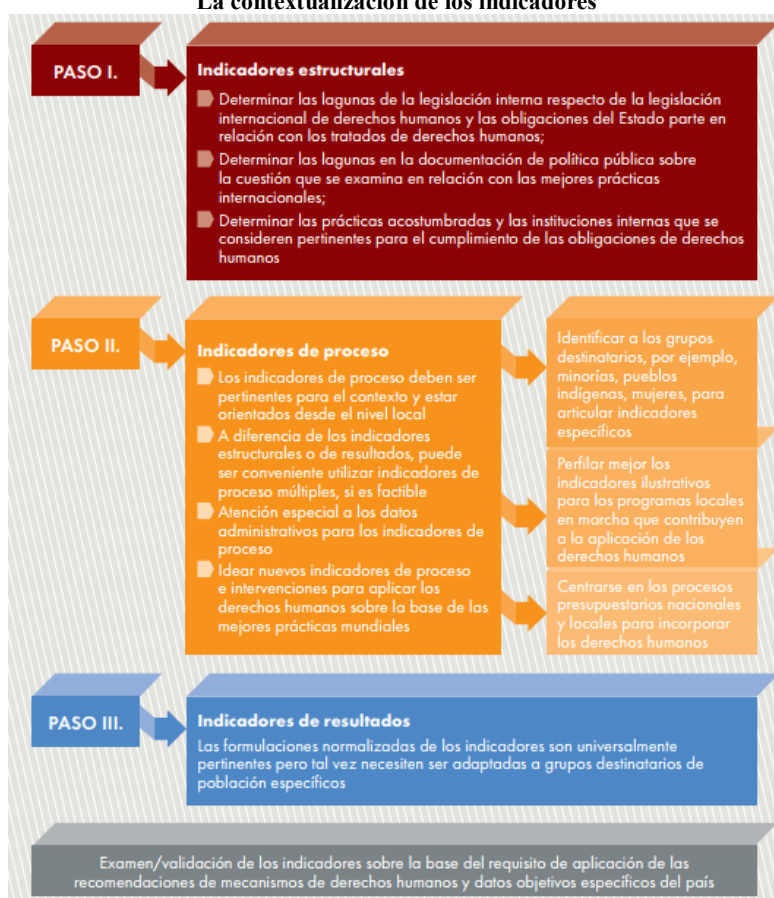 La contextualización de los indicadores
PASO I.
Indicadores estructurales
Determinar las lagunas de la legislación interna respecto de la legislación
internacional de derechos humanos y las obligaciones del Estado parte en
relación con los tratados de derechos humanos;
Determinar las lagunas en la documentación de política pública sobre
la cuestión que se examina en relación con las mejores prácticas
internacionales;
Determinar las prácticas acostumbradas y las instituciones internas que se
consideren pertinentes para el cumplimiento de las obligaciones de derechos
humanos
PASO II.
Indicadores de proceso
Los indicadores de proceso deben ser
pertinentes para el contexto y estar
orientados desde el nivel local
A diferencia de los indicadores
estructurales o de resultados, puede
ser conveniente utilizar indicadores de
proceso múltiples, si es factible
Atención especial a los datos
administrativos para los indicadores de
proceso
Idear nuevos indicadores de proceso
e intervenciones para aplicar los
derechos humanos sobre la base de las
mejores prácticas mundiales
Identificar a los grupos
destinatarios, por ejemplo,
minorías, pueblos
indígenas, mujeres, para
articular indicadores
específicos
Perfilar mejor los
indicadores ilustrativos
para los programas locales
en marcha que contribuyen
a la aplicación de los
derechos humanos
Centrarse en los procesos
presupuestarios nacionales
y locales para incorporar
los derechos humanos
PASO III.
Indicadores de resultados
Las formulaciones normalizadas de los indicadores son universalmente
pertinentes pero tal vez necesiten ser adaptadas a grupos destinatarios de
población específicos
Examen/validación de los indicadores sobre la base del requisito de aplicación de las
recomendaciones de mecanismos de derechos humanos y datos objetivos específicos del país